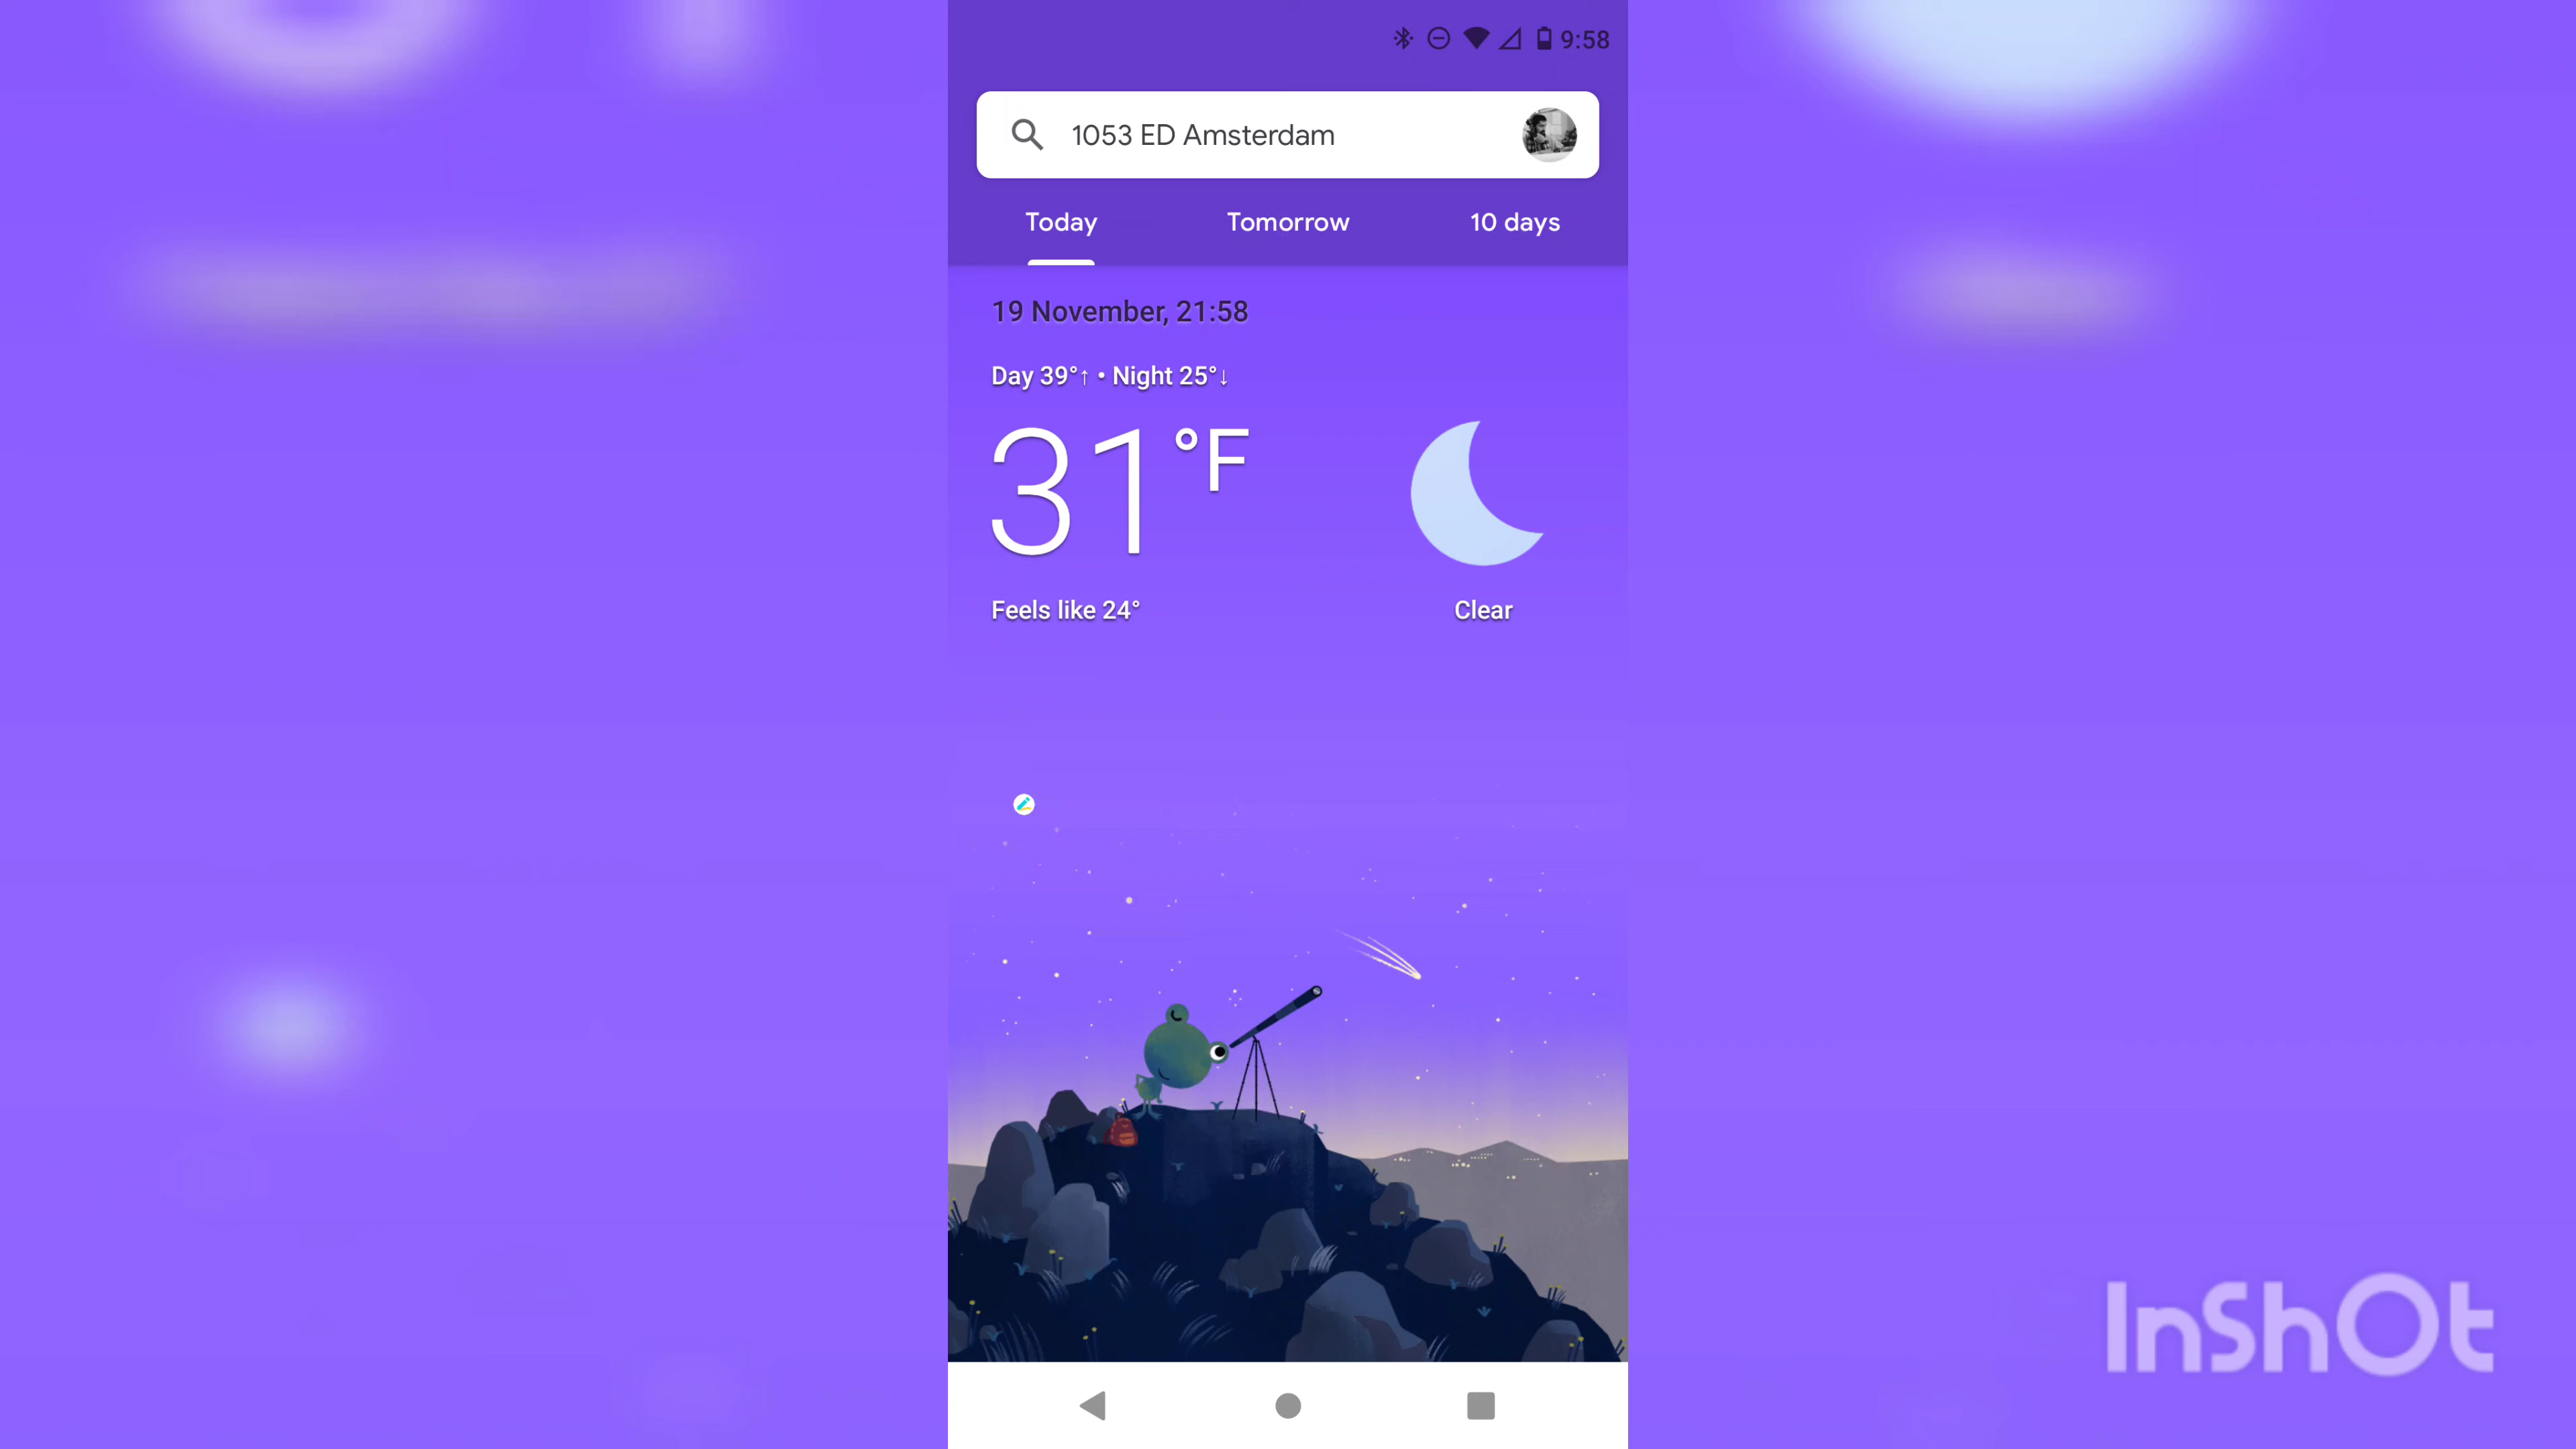 9:58
1053 ED Amsterdam
Today Tomorrow 10 days
19 November, 21:58
Day 39°↑ • Night 25°↓
31°F
Feels like 24° Clear
InShOt